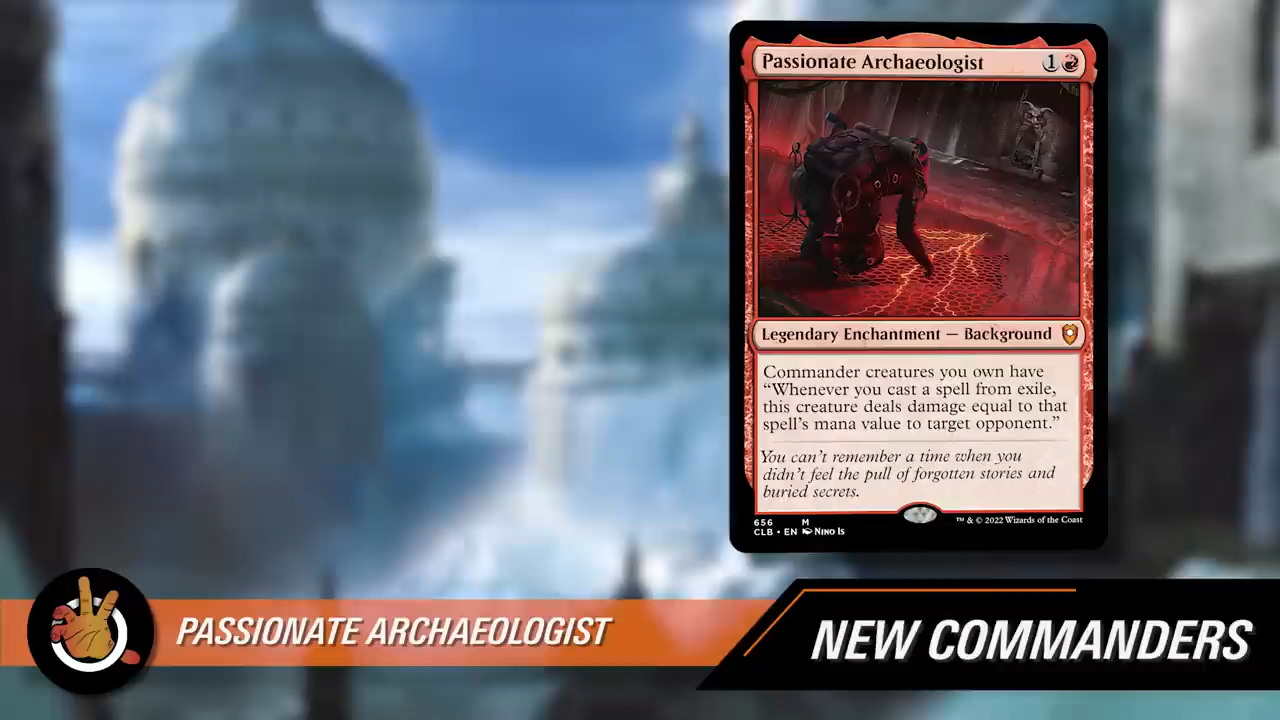 Passionate Archaeologist 1
Legendary Enchantment — Background
Commander creatures you own have
“Whenever you cast a spell from exile,
this creature deals damage equal to that
spell’s mana value to target opponent.”
You can’t remember a time when you
didn’t feel the pull of forgotten stories and
buried secrets.
656 M
CLB • EN Nino Is
™ & © 2022 Wizards of the Coast
PASSIONATE ARCHAEOLOGIST
NEW COMMANDERS